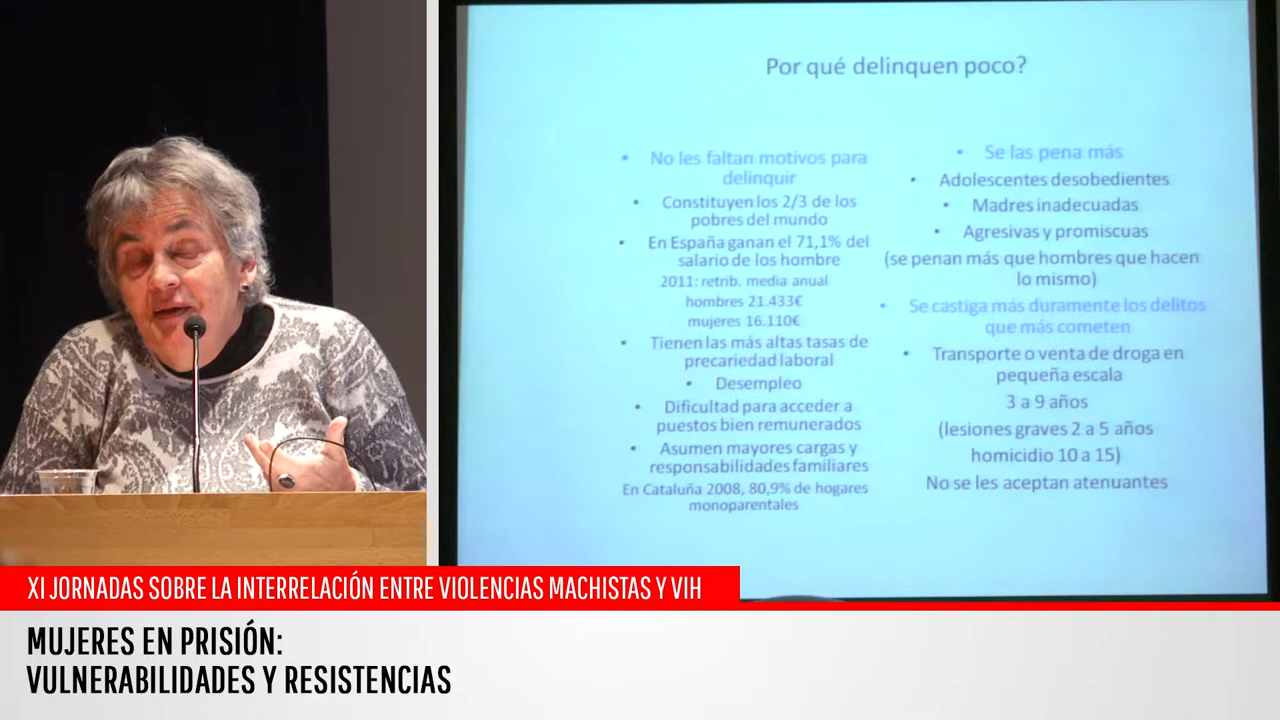 Por qué delinquen poco?
• No les faltan motivos para
delinquir
• Constituyen los 2/3 de los
pobres del mundo
• En España ganan el 71,1% del
salario de los hombre
2011: retrib. media anual
hombres 21.433€
mujeres 16.110€
• Tienen las más altas tasas de
precariedad laboral
• Desempleo
• Dificultad para acceder a
puestos bien remunerados
• Asumen mayores cargas y
responsabilidades familiares
En Cataluña 2008, 80,9% de hogares
monoparentales
• Se las pena más
• Adolescentes desobedientes
• Madres inadecuadas
• Agresivas y promiscuas
(se penan más que hombres que hacen
lo mismo)
• Se castiga más duramente los delitos
que más cometen
• Transporte o venta de droga en
pequeña escala
3 a 9 años
(lesiones graves 2 a 5 años
homicidio 10 a 15)
No se les aceptan atenuantes
XI JORNADAS SOBRE LA INTERRELACIÓN ENTRE VIOLENCIAS MACHISTAS Y VIH
MUJERES EN PRISIÓN:
VULNERABILIDADES Y RESISTENCIAS